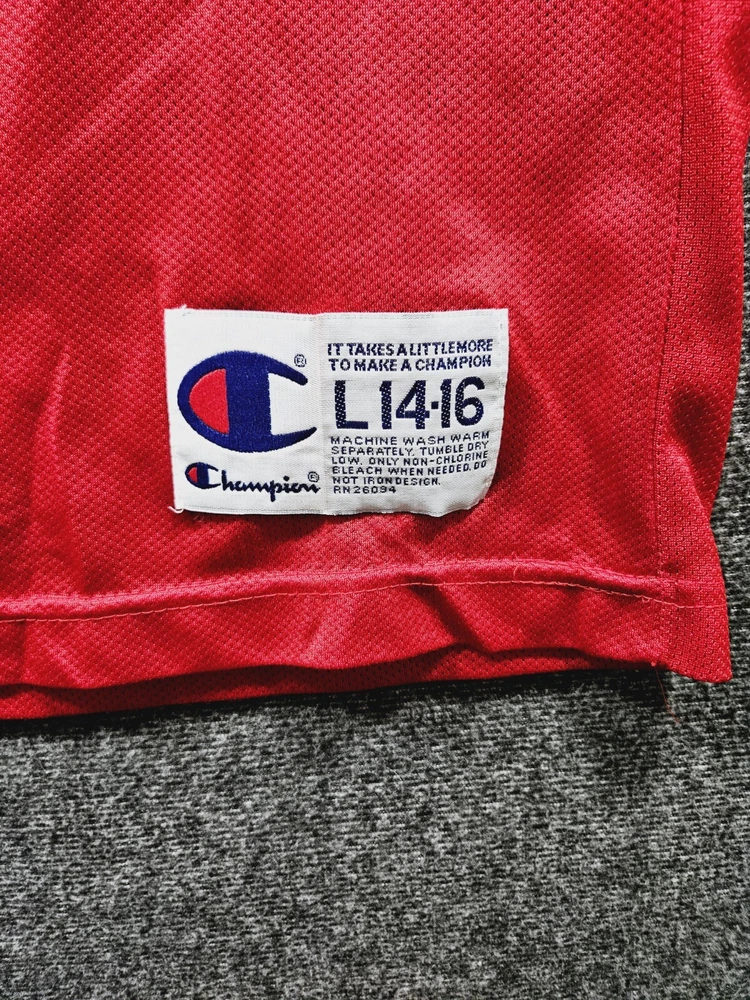 IT TAKES A LITTLE MORE
TO MAKE A CHAMPION
L 14-16
MACHINE WASH WARM
SEPARATELY. TUMBLE DRY
LOW. ONLY NON-CHLORINE
BLEACH WHEN NEEDED. DO
NOT IRON DESIGN.
RN 26094
Champion®